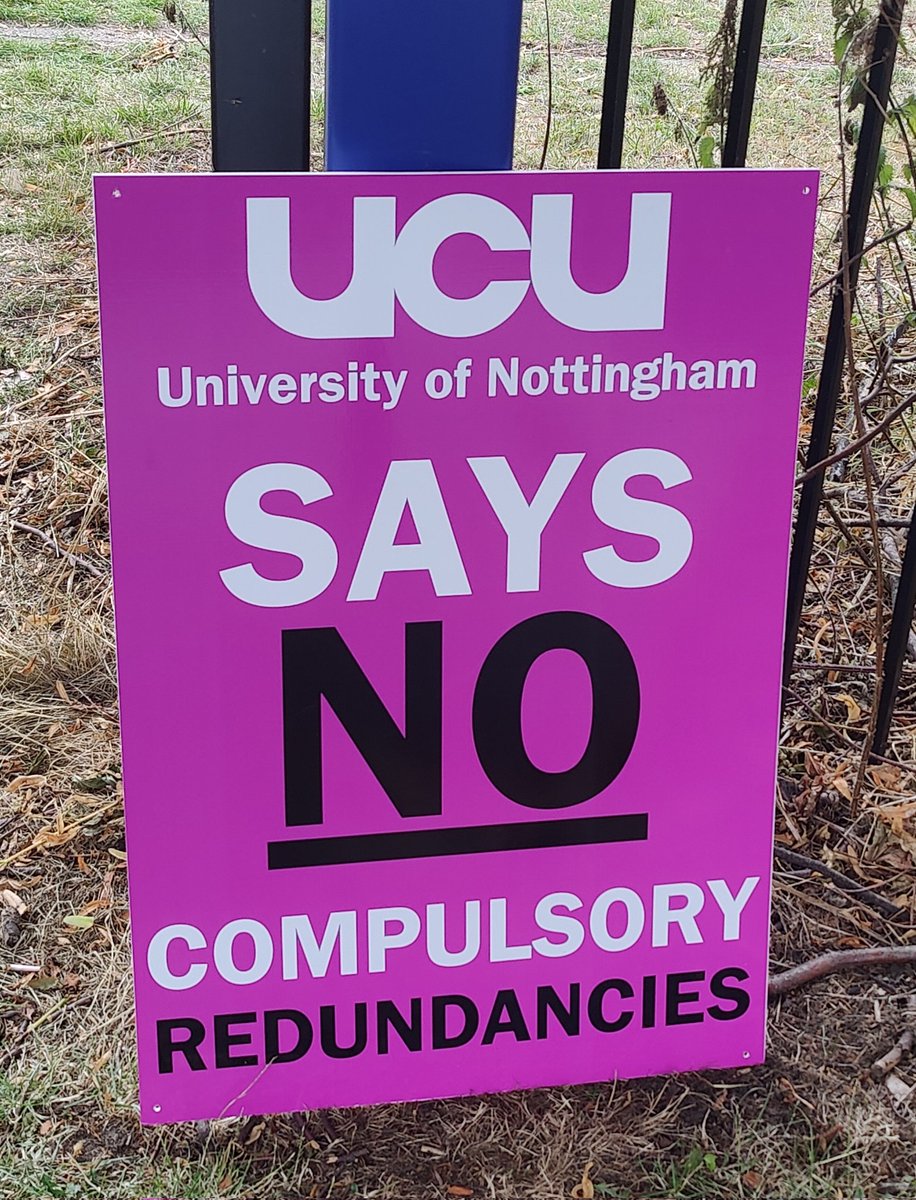 UCU
University of Nottingham
SAYS
NO
COMPULSORY
REDUNDANCIES